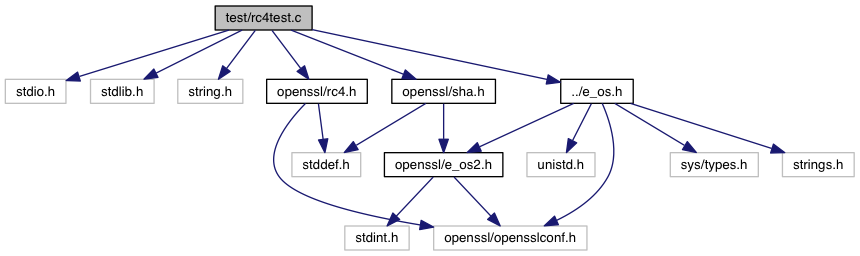 test/rc4test.c
stdio.h
stdlib.h
string.h
openssl/rc4.h
openssl/sha.h
../e_os.h
stddef.h
openssl/e_os2.h
unistd.h
sys/types.h
strings.h
stdint.h
openssl/opensslconf.h